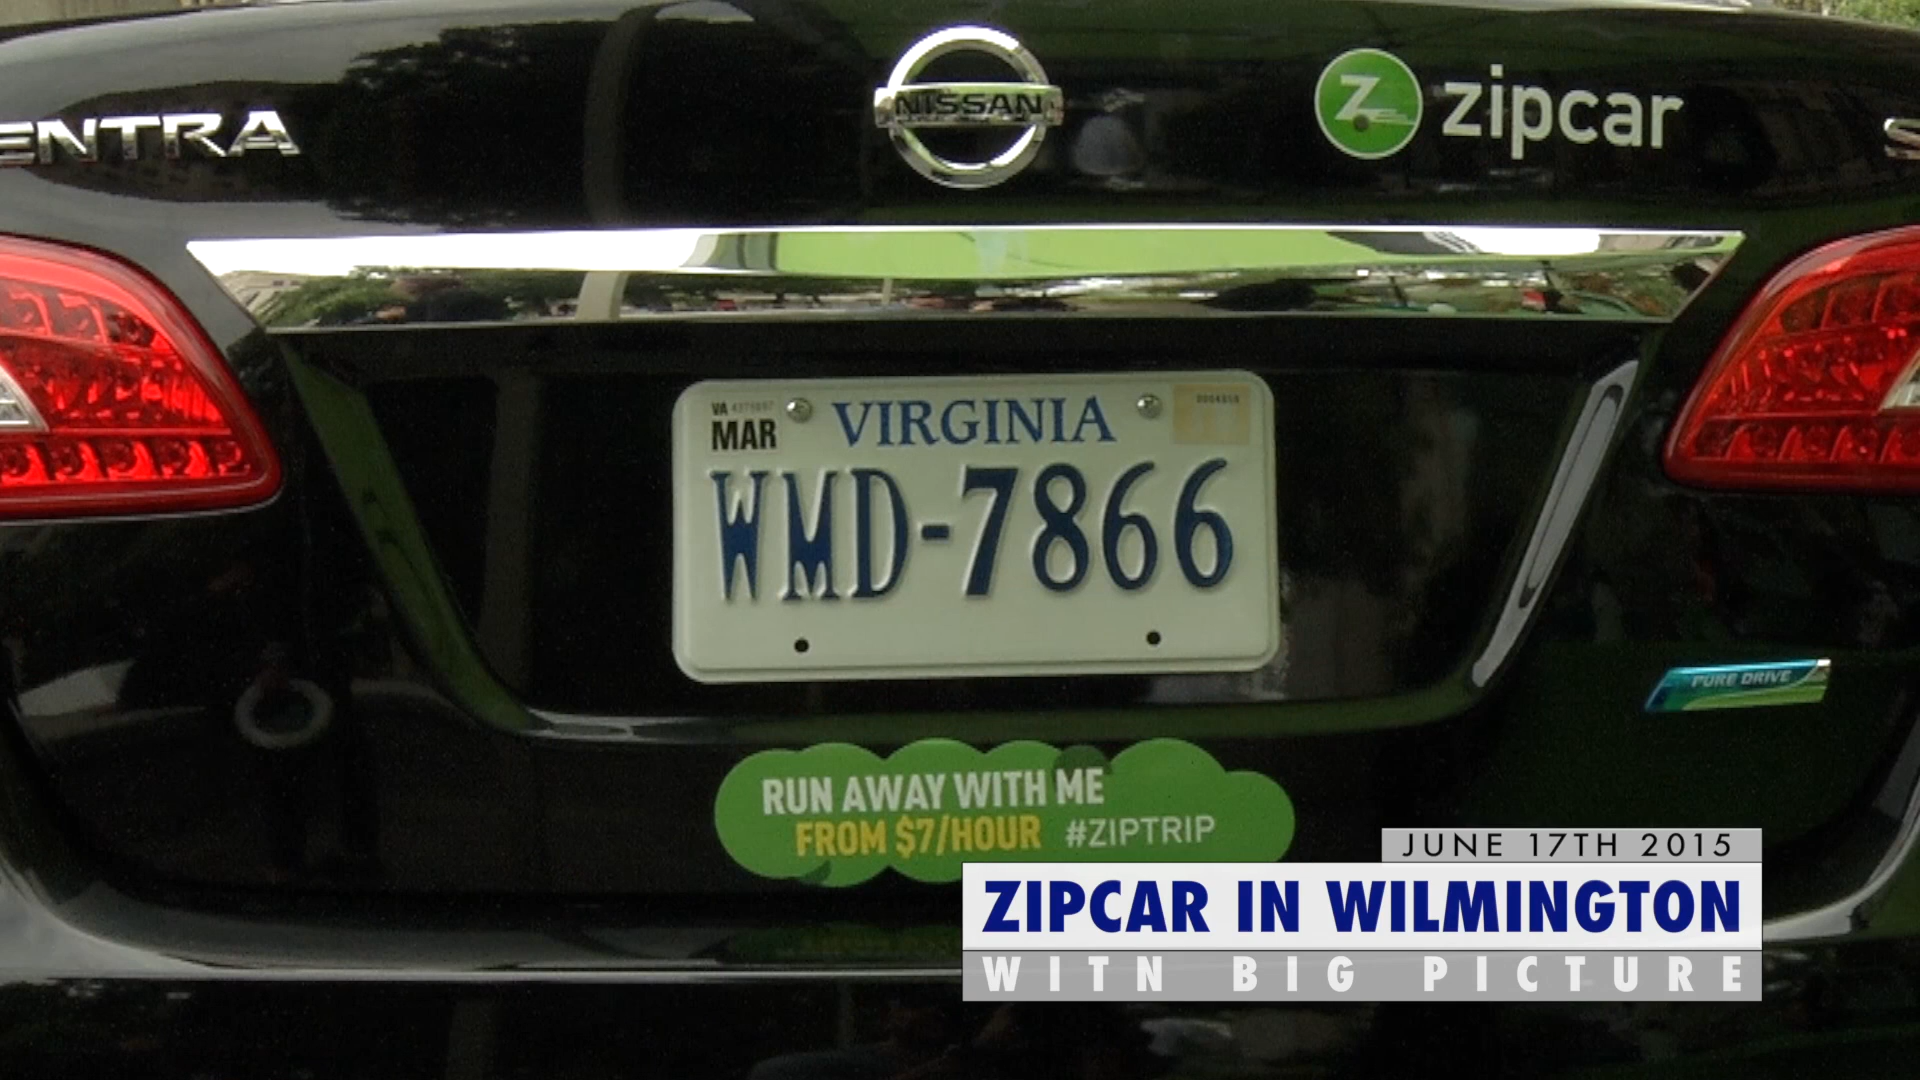 ENTRA
NISSAN
Z zipcar
S
VA
MAR
VIRGINIA
WMD-7866
PURE DRIVE
RUN AWAY WITH ME
FROM $7/HOUR #ZIPTRIP
JUNE 17TH 2015
ZIPCAR IN WILMINGTON
WITN BIG PICTURE